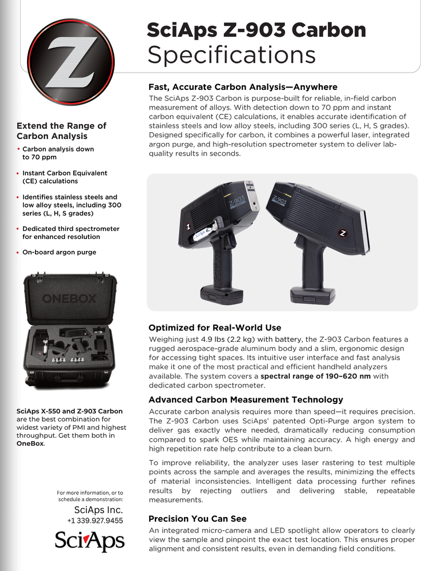 Z
SciAps Z-903 Carbon
Specifications
Extend the Range of
Carbon Analysis
• Carbon analysis down
to 70 ppm
• Instant Carbon Equivalent
(CE) calculations
• Identifies stainless steels and
low alloy steels, including 300
series (L, H, S grades)
• Dedicated third spectrometer
for enhanced resolution
• On-board argon purge
ONEBOX
SciAps X-550 and Z-903 Carbon
are the best combination for
widest variety of PMI and highest
throughput. Get them both in
OneBox.
For more information, or to
schedule a demonstration:
SciAps Inc.
+1 339.927.9455
SciAps
Fast, Accurate Carbon Analysis—Anywhere
The SciAps Z-903 Carbon is purpose-built for reliable, in-field carbon
measurement of alloys. With detection down to 70 ppm and instant
carbon equivalent (CE) calculations, it enables accurate identification of
stainless steels and low alloy steels, including 300 series (L, H, S grades).
Designed specifically for carbon, it combines a powerful laser, integrated
argon purge, and high-resolution spectrometer system to deliver lab-
quality results in seconds.
Z-903
Z
Optimized for Real-World Use
Weighing just 4.9 lbs (2.2 kg) with battery, the Z-903 Carbon features a
rugged aerospace-grade aluminum body and a slim, ergonomic design
for accessing tight spaces. Its intuitive user interface and fast analysis
make it one of the most practical and efficient handheld analyzers
available. The system covers a spectral range of 190–620 nm with
dedicated carbon spectrometer.
Advanced Carbon Measurement Technology
Accurate carbon analysis requires more than speed—it requires precision.
The Z-903 Carbon uses SciAps’ patented Opti-Purge argon system to
deliver gas exactly where needed, dramatically reducing consumption
compared to spark OES while maintaining accuracy. A high energy and
high repetition rate help contribute to a clean burn.
To improve reliability, the analyzer uses laser rastering to test multiple
points across the sample and averages the results, minimizing the effects
of material inconsistencies. Intelligent data processing further refines
results by rejecting outliers and delivering stable, repeatable
measurements.
Precision You Can See
An integrated micro-camera and LED spotlight allow operators to clearly
view the sample and pinpoint the exact test location. This ensures proper
alignment and consistent results, even in demanding field conditions.